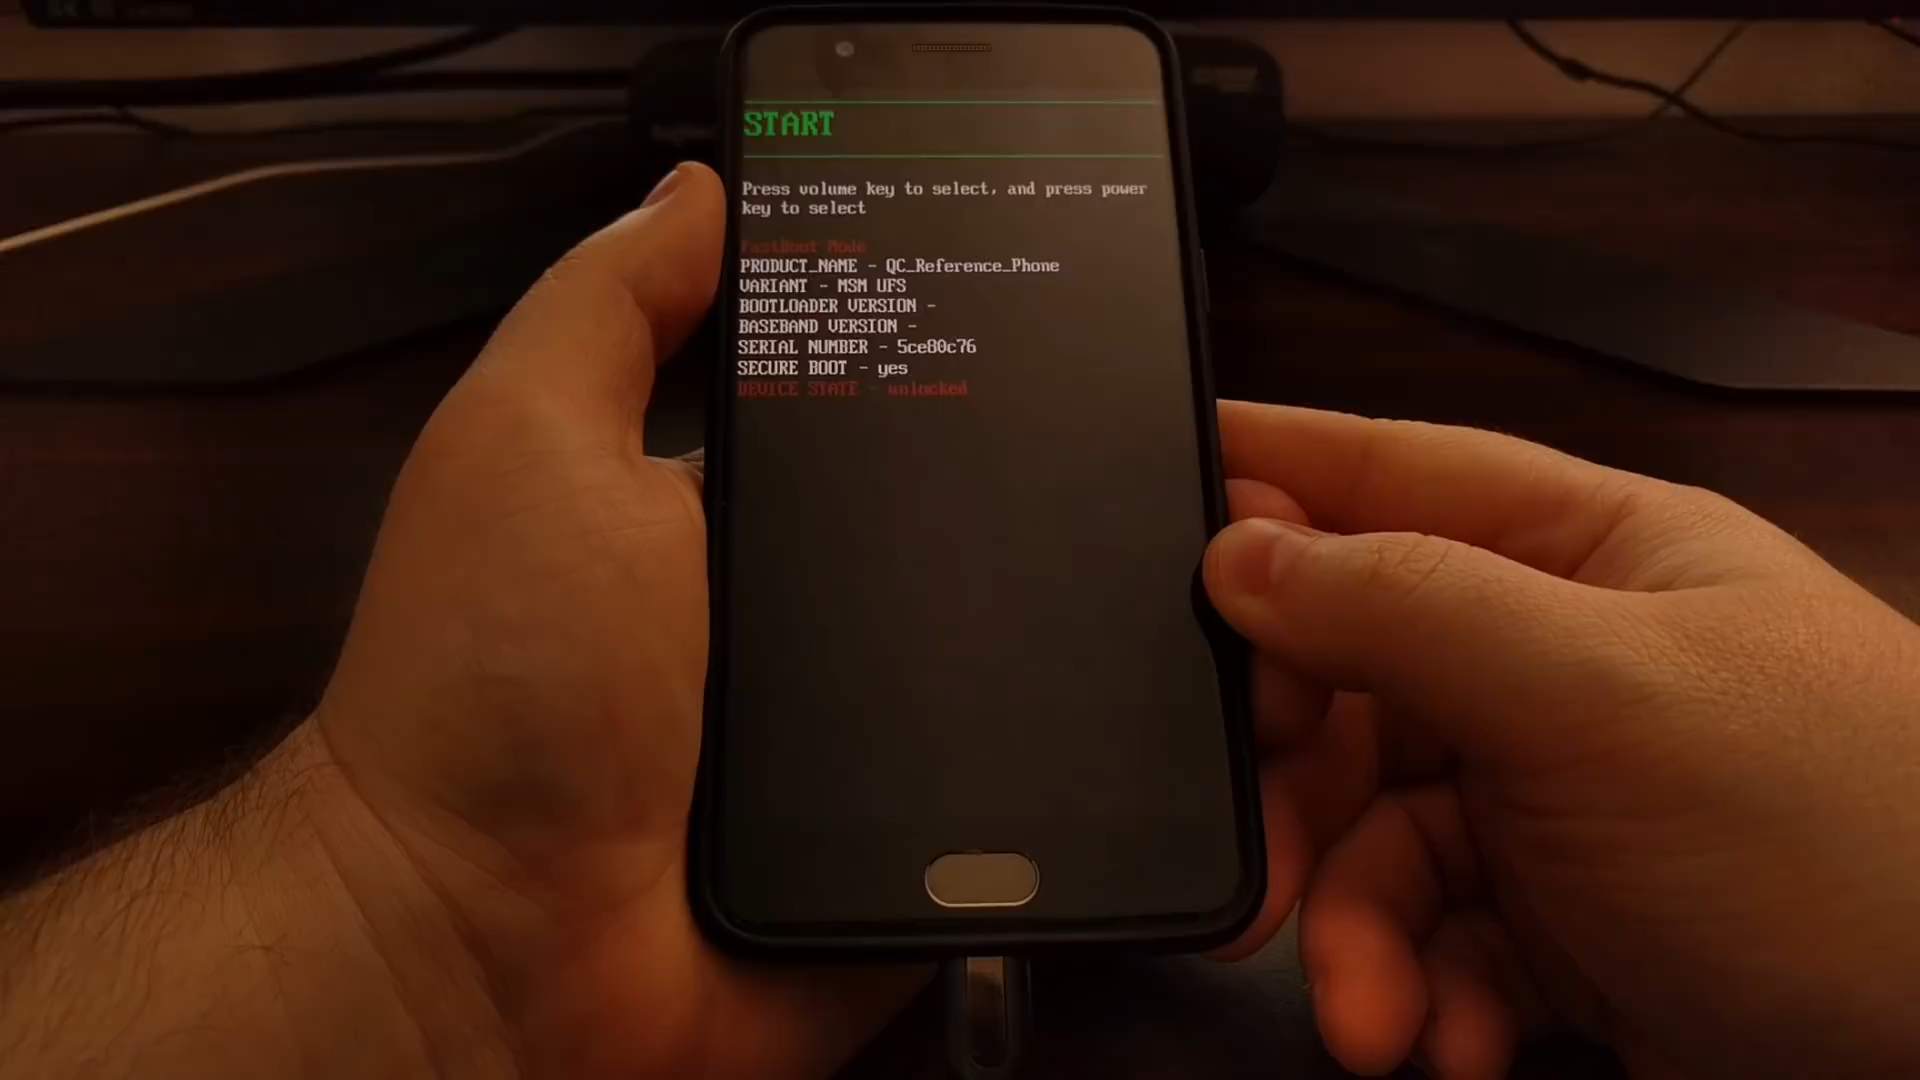 START
Press volume key to select, and press power
key to select
FastBoot Mode
PRODUCT_NAME - QC_Reference_Phone
VARIANT - MSM UFS
BOOTLOADER VERSION -
BASEBAND VERSION -
SERIAL NUMBER - 5ce80c76
SECURE BOOT - yes
DEVICE STATE - unlocked